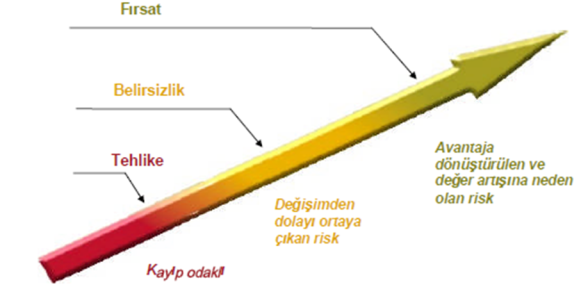 Fırsat
Belirsizlik
Tehlike
Avantaja
dönüştürülen ve
değer artışına neden
olan risk
Değişimden
dolayı ortaya
çıkan risk
Kayıp odaklı